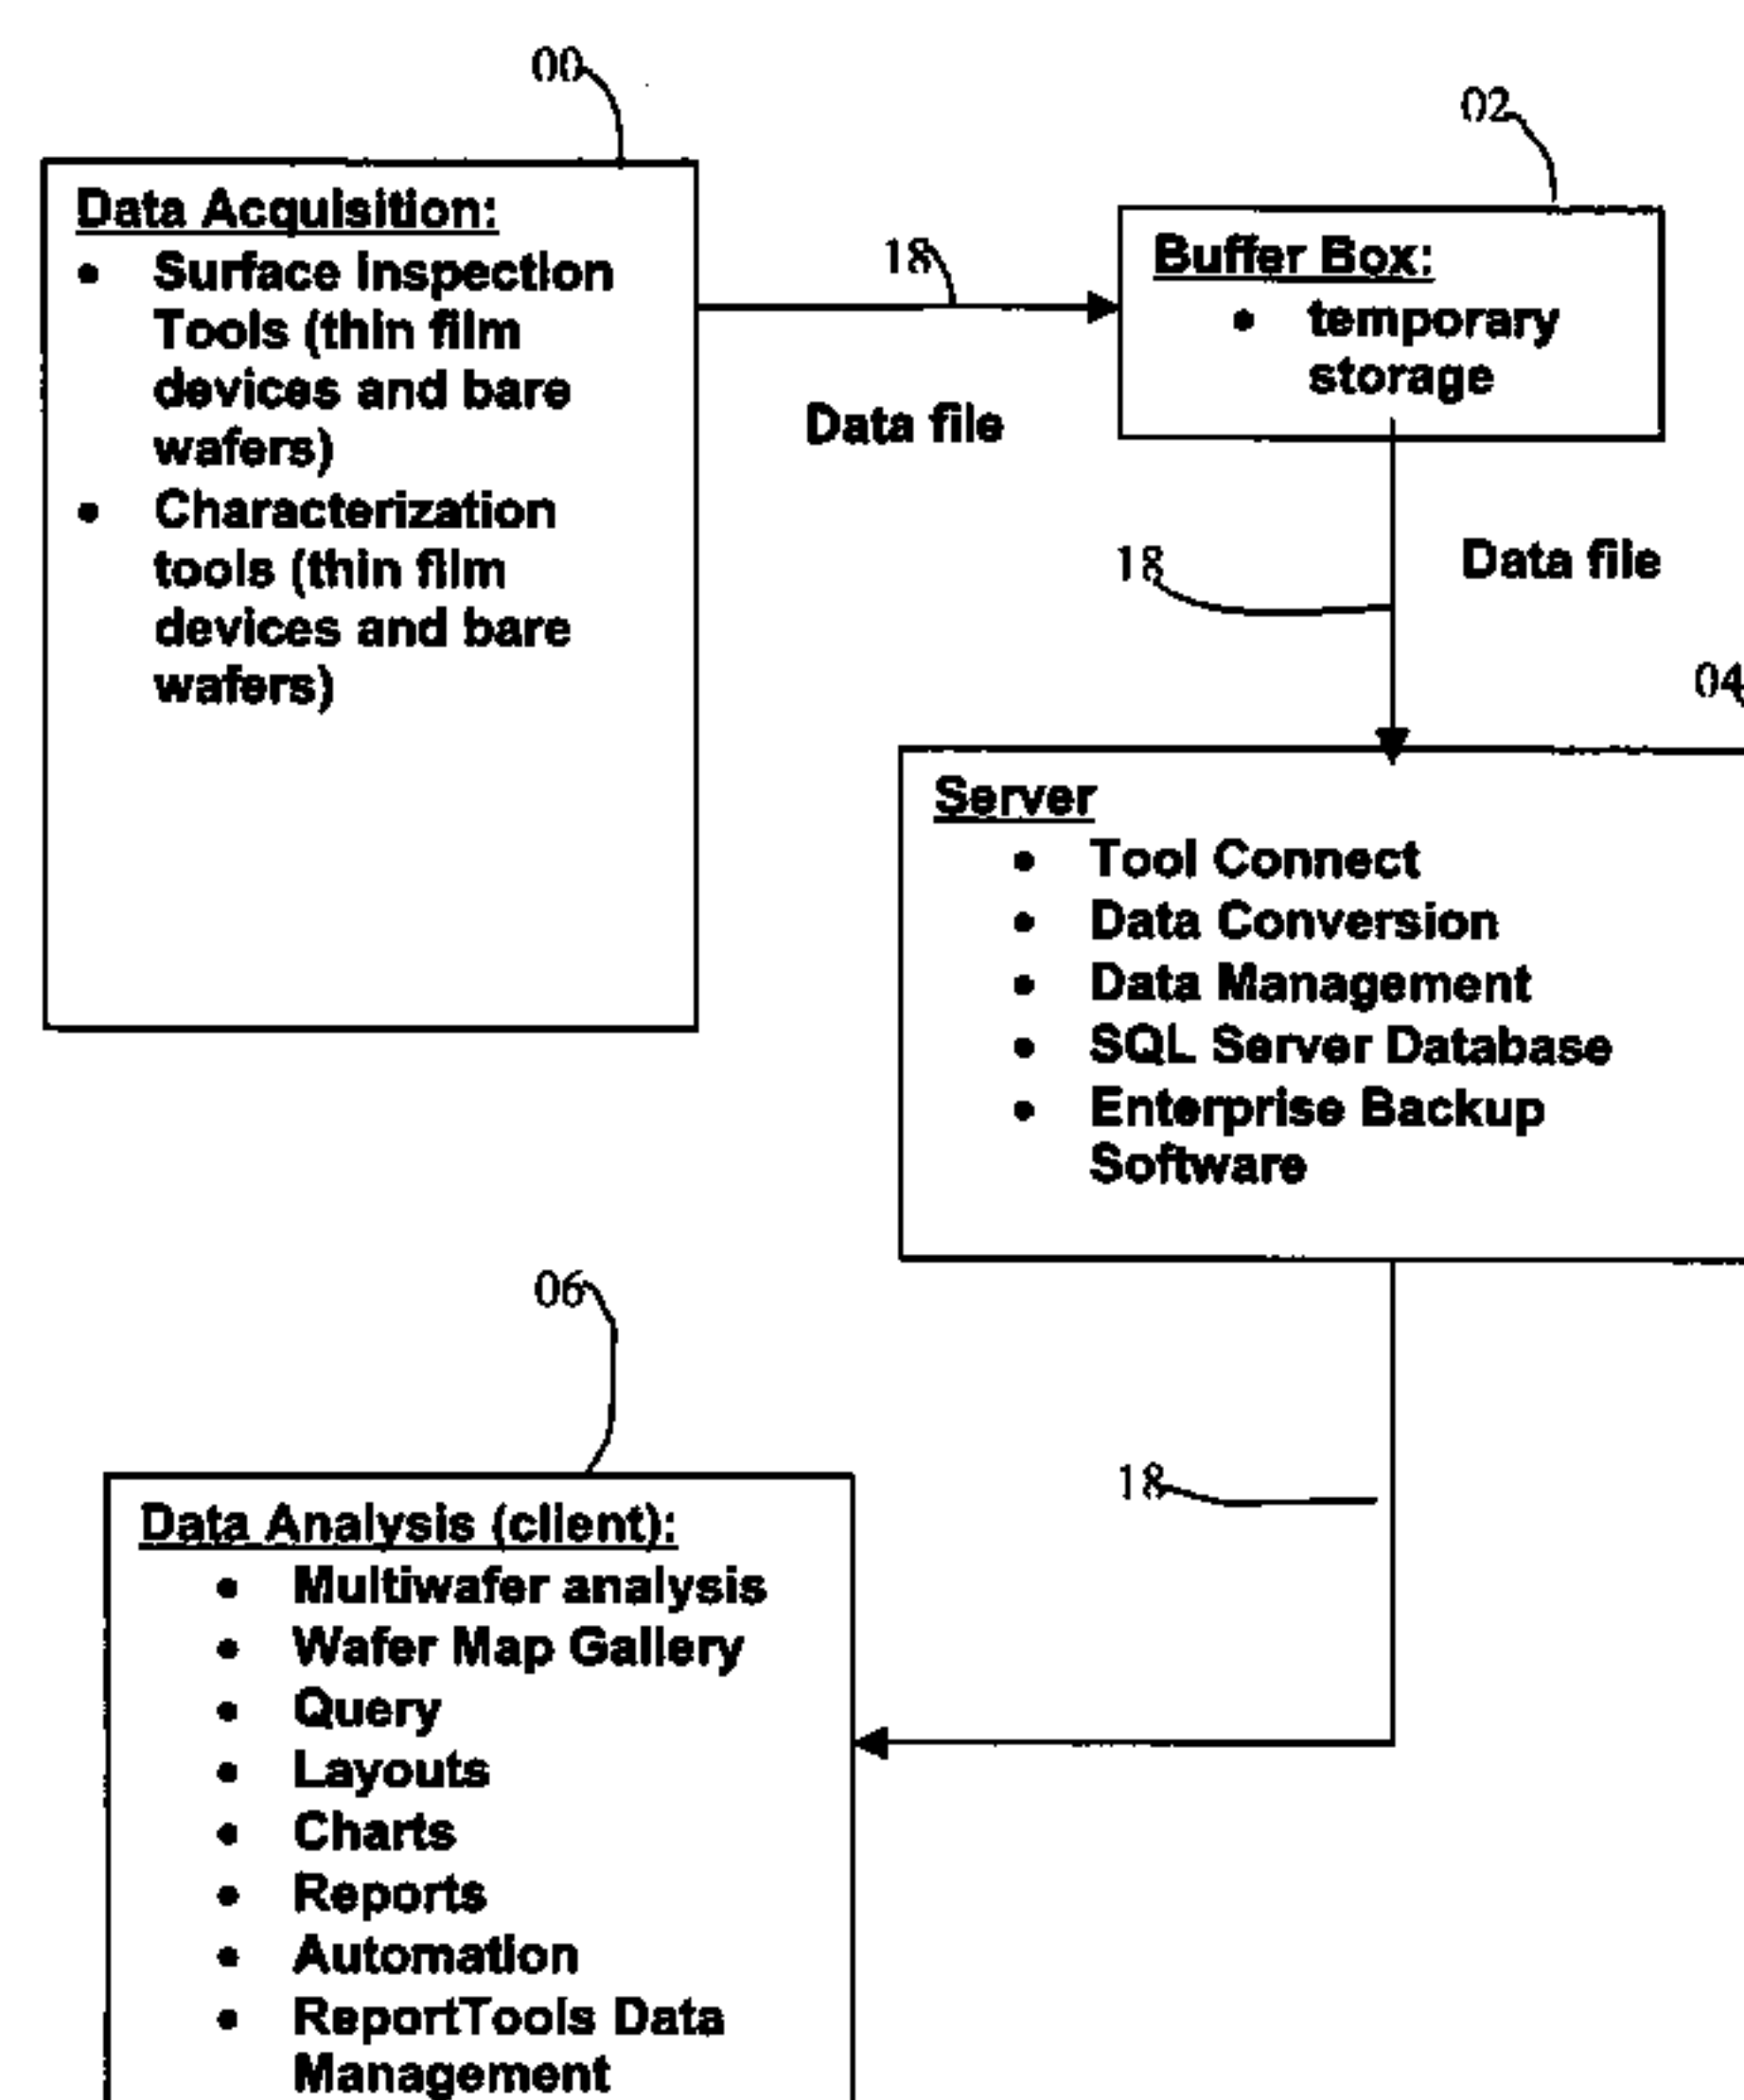 00
Data Acquisition:
• Surface Inspection
Tools (thin film
devices and bare
wafers)
• Characterization
tools (thin film
devices and bare
wafers)
18
Data file
02
Buffer Box:
• temporary
storage
18
Data file
04
Server
• Tool Connect
• Data Conversion
• Data Management
• SQL Server Database
• Enterprise Backup
Software
18
06
Data Analysis (client):
• Multiwafer analysis
• Wafer Map Gallery
• Query
• Layouts
• Charts
• Reports
• Automation
• ReportTools Data
Management